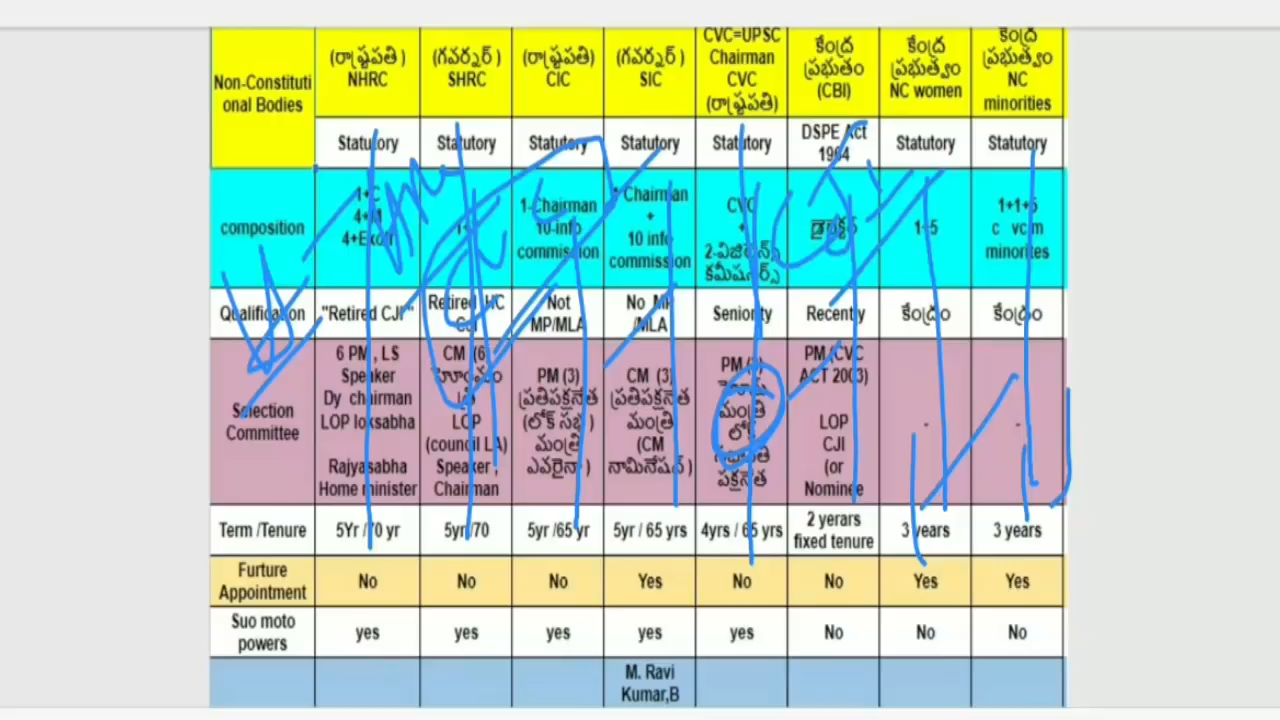 Non-Constituti
onal Bodies
(రాష్ట్రపతి )
NHRC
(గవర్నర్ )
SHRC
(రాష్ట్రపతి)
CIC
(గవర్నర్ )
SIC
CVC=UPSC
Chairman
CVC
(రాష్ట్రపతి)
కేంద్ర
ప్రభుతం
(CBI)
కేంద్ర
ప్రభుత్వం
NC women
కేంద్ర
ప్రభుత్వం
NC
minorities
Statutory
Statutory
Statutory
Statutory
Statutory
DSPE Act
1964
Statutory
Statutory
composition
1+C
1-Chairman
10-info
commission
Chairman
+
10 info
commission
CVC
+
2-విజిలెన్స్
కమీషనర్స్
1+5
1+1+5
c vc m
minorites
Qualification
"Retired CJI"
Retired HC
Not
MP/MLA
No MP
/MLA
Seniority
Recently
కేంద్రం
కేంద్రం
Selection
Committee
6 PM , LS
Speaker
Dy chairman
LOP loksabha
Rajyasabha
Home minister
CM (6)
LOP
(council LA)
Speaker ,
Chairman
PM (3)
ప్రతిపక్షనేత
(లోక్ సభ )
మంత్రి
ఎవరైనా )
CM (3)
ప్రతిపక్షనేత
మంత్రి
(CM
నామినేషన్ )
మంత్రి
లోక్
పక్షనేత
PM (CVC
ACT 2003)
LOP
CJI
(or
Nominee
-
-
Term /Tenure
5Yr /70 yr
5yr /70
5yr /65 yr
5yr / 65 yrs
4yrs / 65 yrs
2 yerars
fixed tenure
3 years
3 years
Furture
Appointment
No
No
No
Yes
No
No
Yes
Yes
Suo moto
powers
yes
yes
yes
yes
yes
No
No
No
M. Ravi
Kumar,B